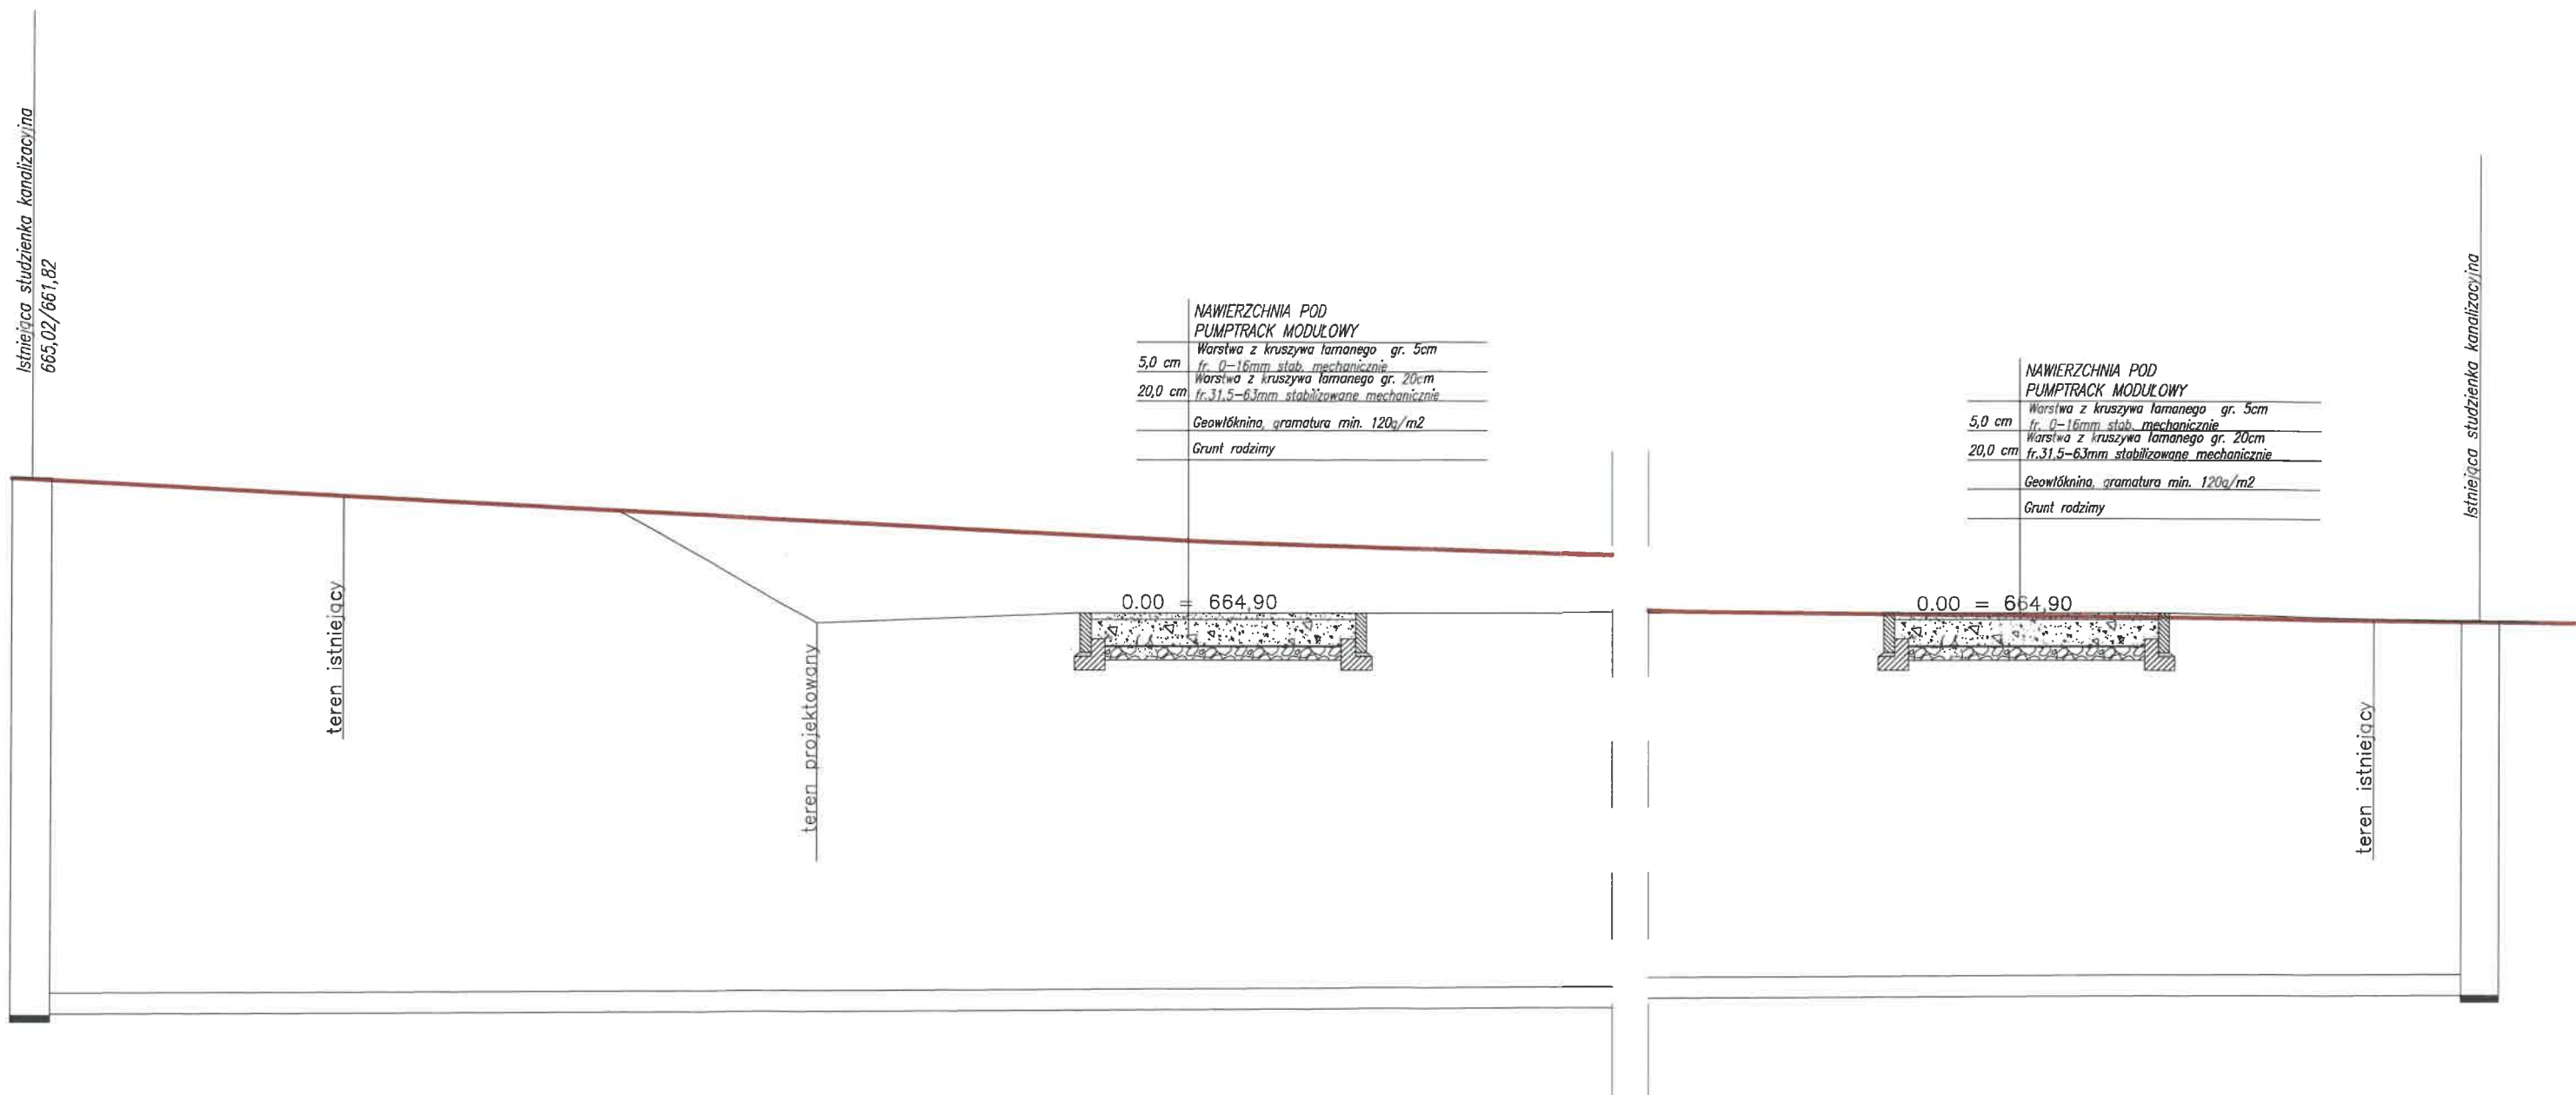 Istniejąca studzienka kanalizacyjna
665,02/661,82
NAWIERZCHNIA POD
PUMPTRACK MODUŁOWY
Warstwa z kruszywa łamanego gr. 5cm
5,0 cm fr. 0-16mm stab. mechanicznie
Warstwa z kruszywa łamanego gr. 20cm
20,0 cm fr.31.5-63mm stabilizowane mechanicznie
Geowłóknina, gramatura min. 120g/m2
Grunt rodzimy
NAWIERZCHNIA POD
PUMPTRACK MODUŁOWY
Warstwa z kruszywa łamanego gr. 5cm
5,0 cm fr. 0-16mm stab. mechanicznie
Warstwa z kruszywa łamanego gr. 20cm
20,0 cm fr.31.5-63mm stabilizowane mechanicznie
Geowłóknina, gramatura min. 120g/m2
Grunt rodzimy
Istniejąca studzienka kanalizacyjna
0.00 = 664,90
0.00 = 664,90
teren istniejący
teren projektowany
teren istniejący